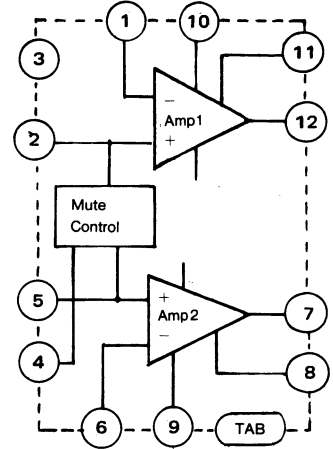 1 10
3 11
− Amp1
2 + 12
Mute
Control
5 + 7
Amp2
−
4 8
6 9 TAB